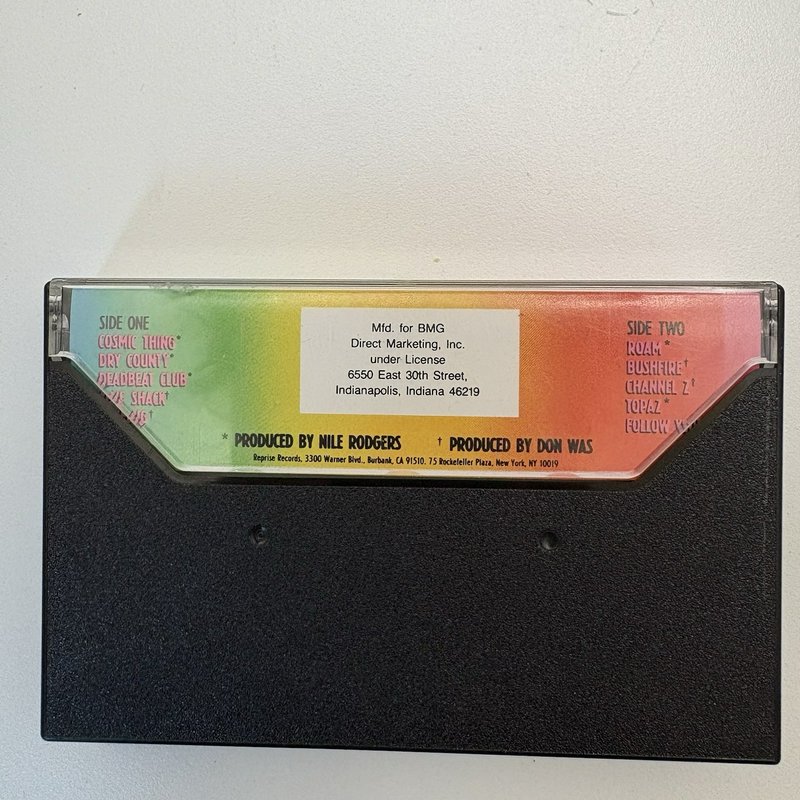 SIDE ONE
COSMIC THING*
DRY COUNTY*
DEADBEAT CLUB*
SHACK†
Mfd. for BMG
Direct Marketing, Inc.
under License
6550 East 30th Street,
Indianapolis, Indiana 46219
SIDE TWO
ROAM*
BUSHFIRE†
CHANNEL Z†
TOPAZ*
FOLLOW
* PRODUCED BY NILE RODGERS † PRODUCED BY DON WAS
Reprise Records, 3300 Warner Blvd., Burbank, CA 91510. 75 Rockefeller Plaza, New York, NY 10019